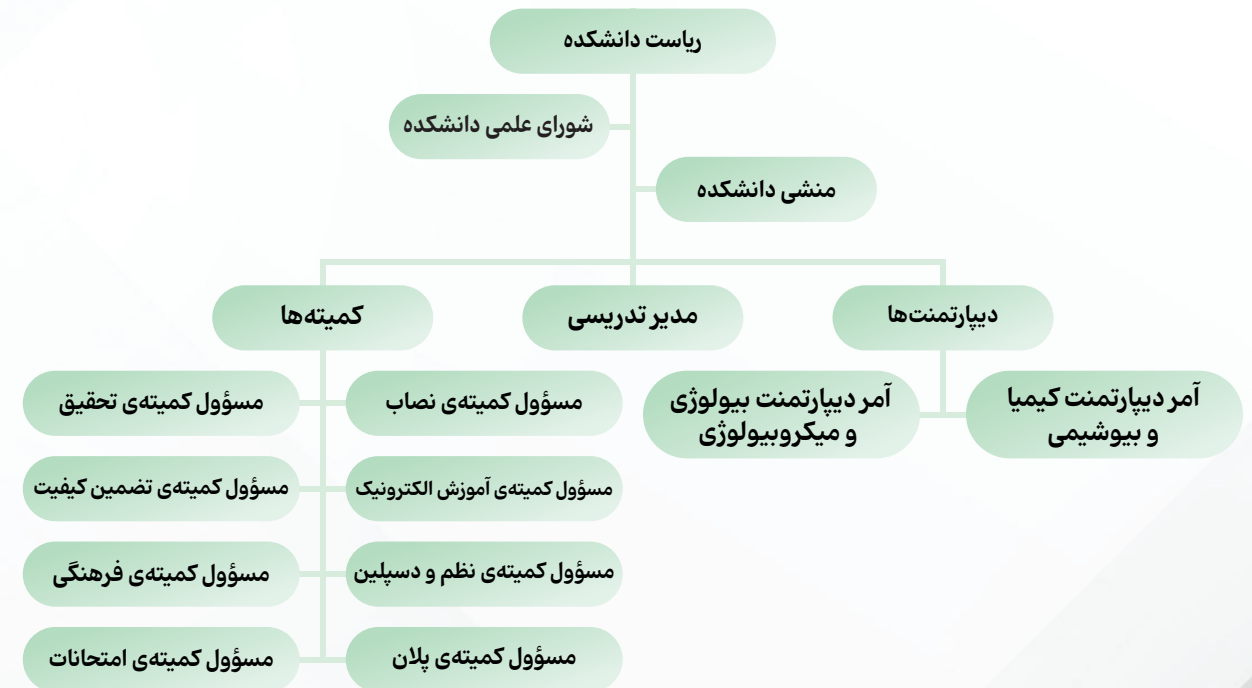 ریاست دانشکده
شورای علمی دانشکده
منشی دانشکده
دیپارتمنت‌ها
مدیر تدریسی
کمیته‌ها
آمر دیپارتمنت کیمیا
و بیوشیمی
آمر دیپارتمنت بیولوژی
و میکروبیولوژی
مسؤول کمیته‌ی نصاب
مسؤول کمیته‌ی تحقیق
مسؤول کمیته‌ی آموزش الکترونیک
مسؤول کمیته‌ی تضمین کیفیت
مسؤول کمیته‌ی نظم و دسپلین
مسؤول کمیته‌ی فرهنگی
مسؤول کمیته‌ی پلان
مسؤول کمیته‌ی امتحانات